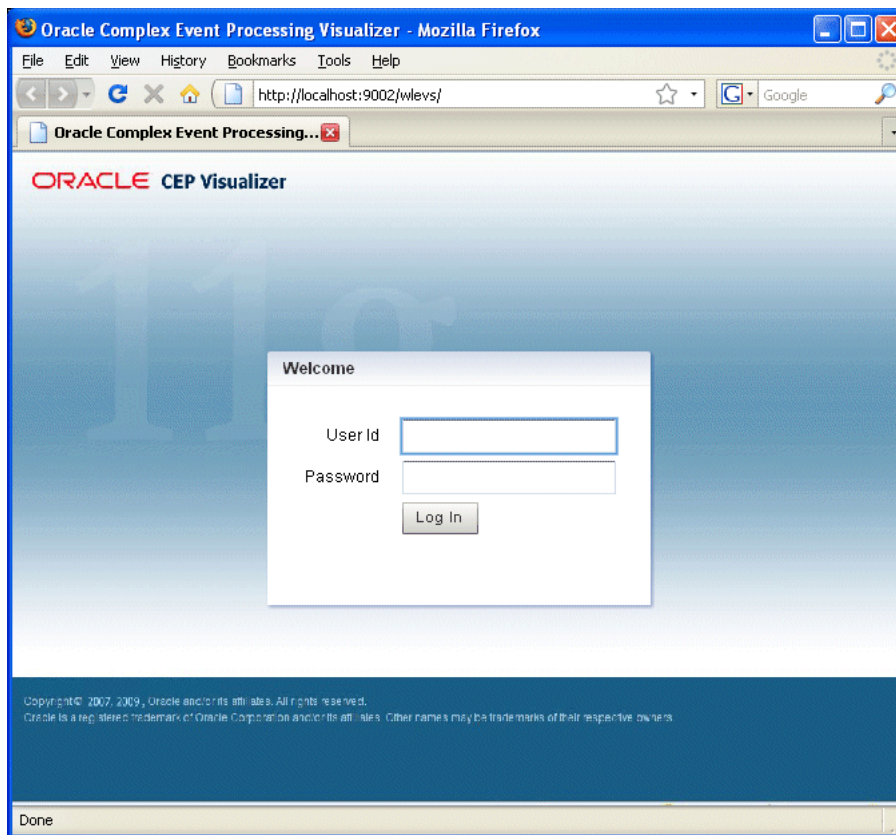 Oracle Complex Event Processing Visualizer - Mozilla Firefox
File Edit View History Bookmarks Tools Help
http://localhost:9002/wlevs/
G Google
Oracle Complex Event Processing...
ORACLE CEP Visualizer
11g
Welcome
User Id
Password
Log In
Copyright© 2007, 2009 , Oracle and/or its affiliates. All rights reserved.
Oracle is a registered trademark of Oracle Corporation and/or its affiliates. Other names may be trademarks of their respective owners.
Done